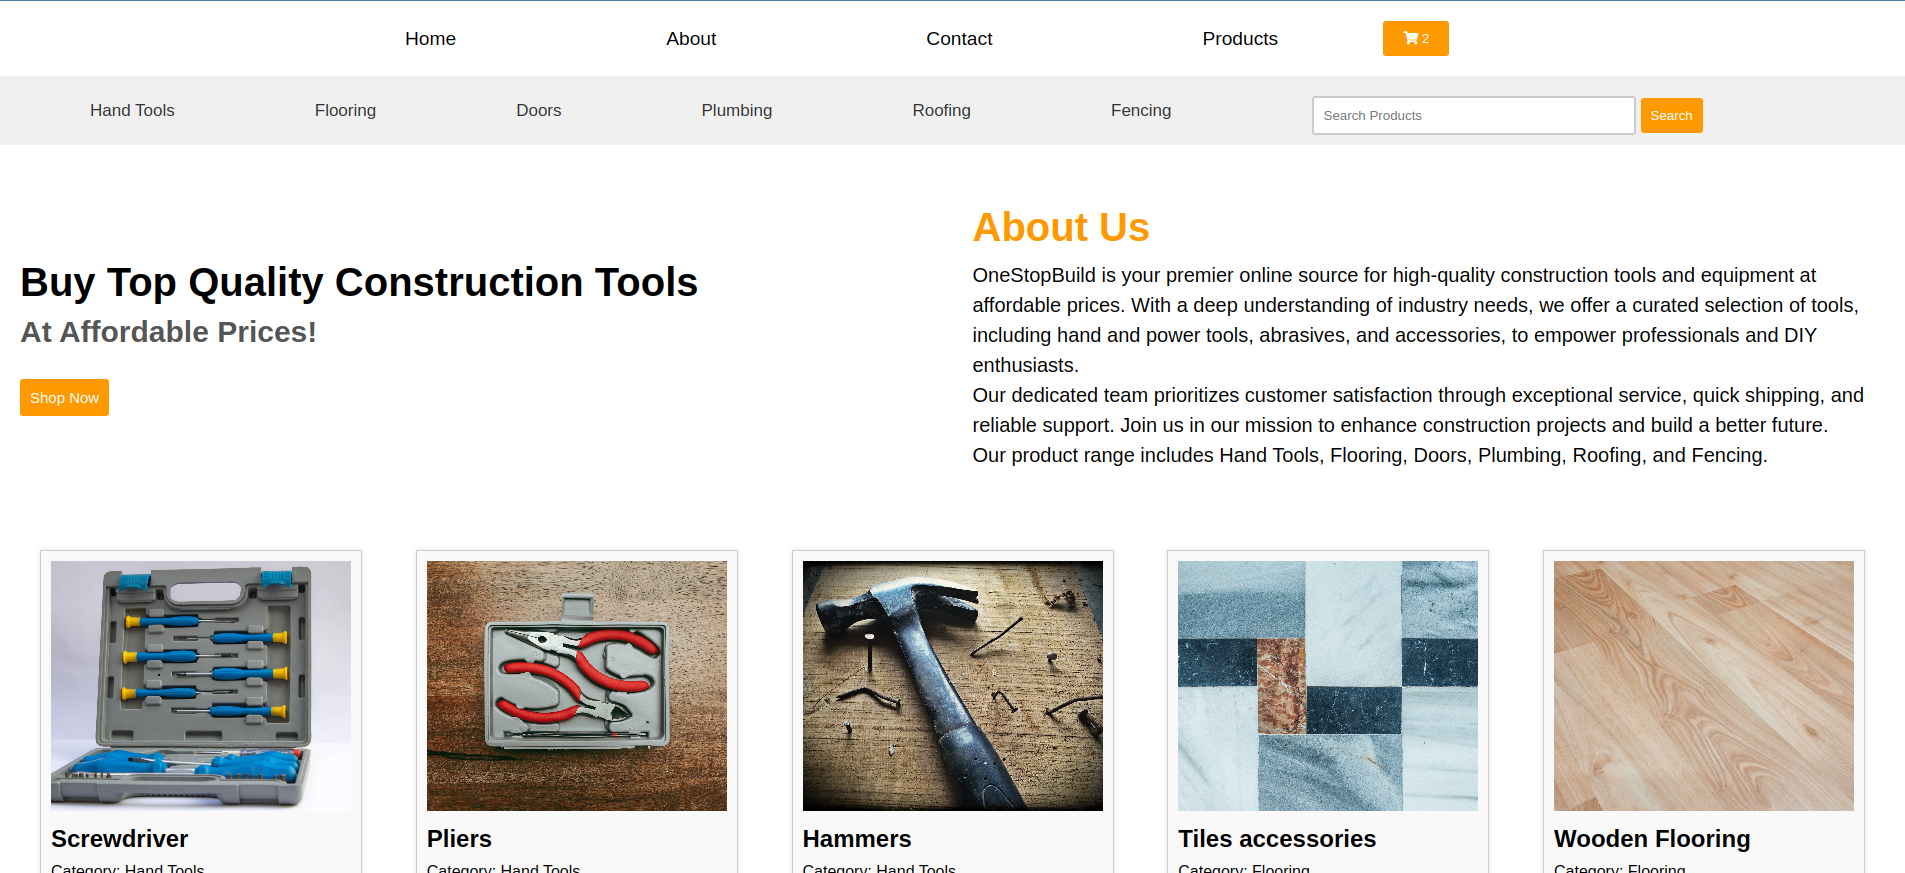 Home About Contact Products 2
Hand Tools Flooring Doors Plumbing Roofing Fencing Search Products Search
Buy Top Quality Construction Tools
At Affordable Prices!
Shop Now
About Us
OneStopBuild is your premier online source for high-quality construction tools and equipment at
affordable prices. With a deep understanding of industry needs, we offer a curated selection of tools,
including hand and power tools, abrasives, and accessories, to empower professionals and DIY
enthusiasts.
Our dedicated team prioritizes customer satisfaction through exceptional service, quick shipping, and
reliable support. Join us in our mission to enhance construction projects and build a better future.
Our product range includes Hand Tools, Flooring, Doors, Plumbing, Roofing, and Fencing.
Screwdriver
Category: Hand Tools
Pliers
Category: Hand Tools
Hammers
Category: Hand Tools
Tiles accessories
Category: Flooring
Wooden Flooring
Category: Flooring